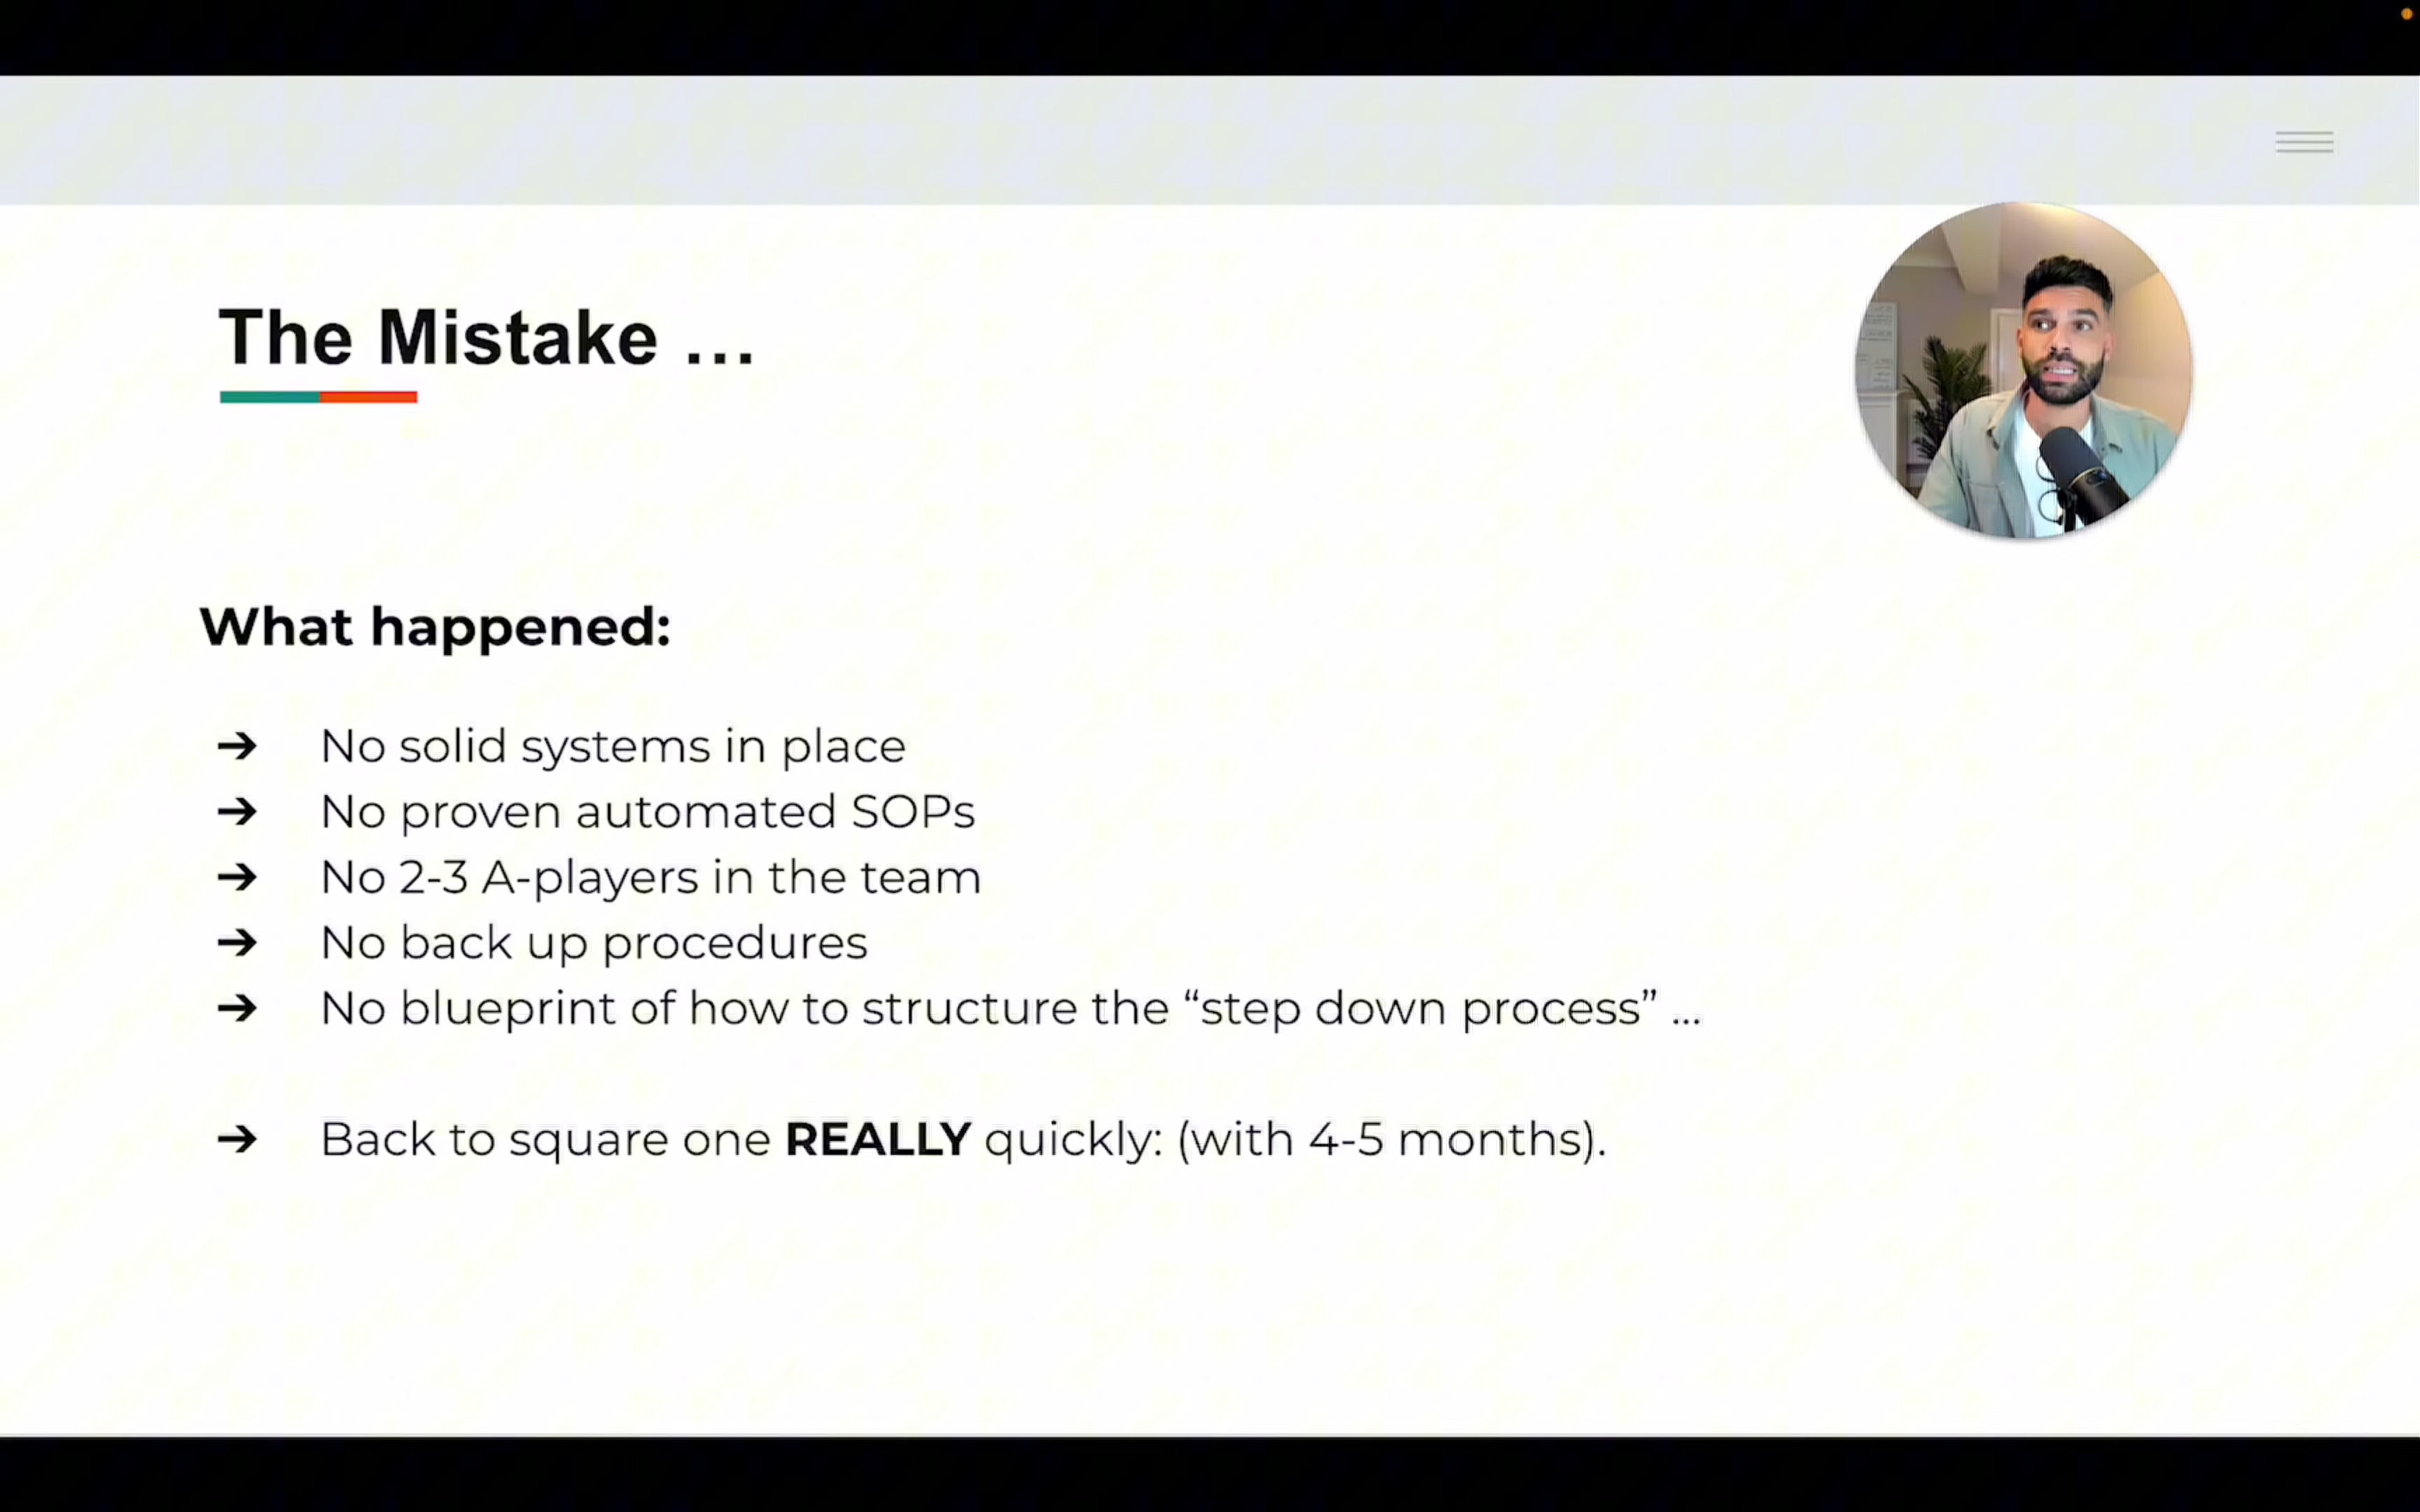 The Mistake ...
What happened:
➔ No solid systems in place
➔ No proven automated SOPs
➔ No 2-3 A-players in the team
➔ No back up procedures
➔ No blueprint of how to structure the “step down process” ...
➔ Back to square one REALLY quickly: (with 4-5 months).